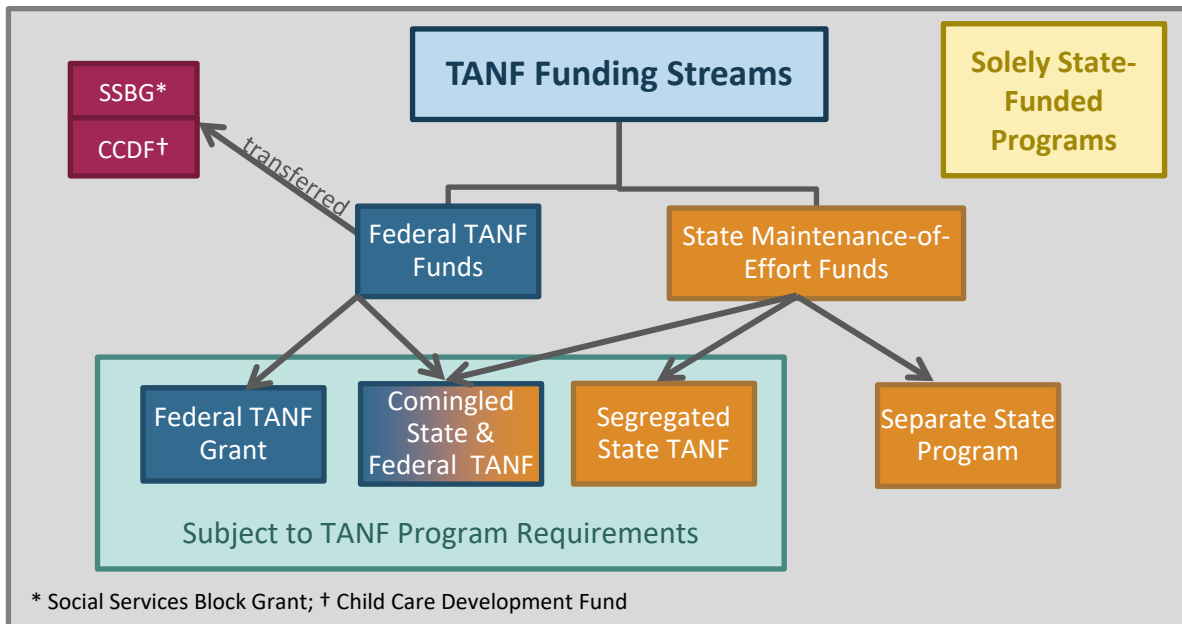 TANF Funding Streams
Solely State-
Funded
Programs
SSBG*
CCDF†
transferred
Federal TANF
Funds
State Maintenance-of-
Effort Funds
Federal TANF
Grant
Comingled
State &
Federal TANF
Segregated
State TANF
Separate State
Program
Subject to TANF Program Requirements
* Social Services Block Grant; † Child Care Development Fund